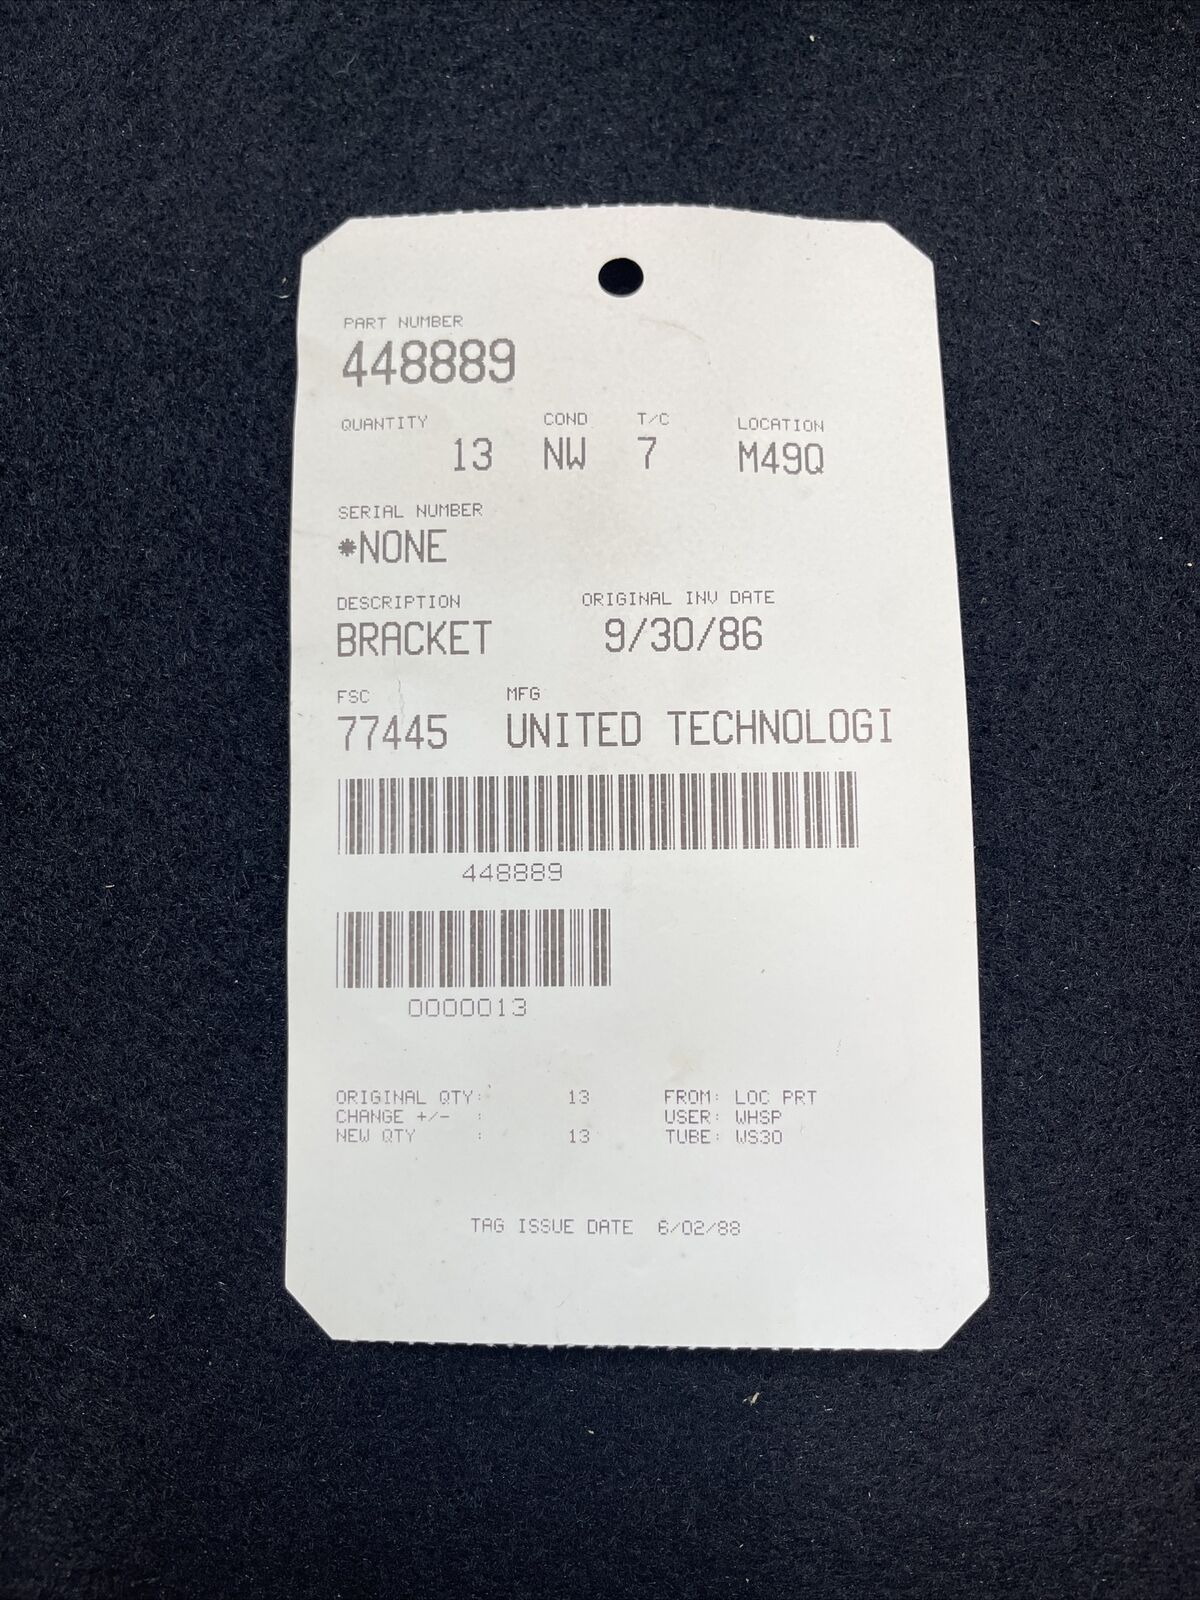 PART NUMBER
448889
QUANTITY COND T/C LOCATION
13 NW 7 M49Q
SERIAL NUMBER
*NONE
DESCRIPTION ORIGINAL INV DATE
BRACKET 9/30/86
FSC MFG
77445 UNITED TECHNOLOGI
448889
0000013
ORIGINAL QTY: 13 FROM: LOC PRT
CHANGE +/- : USER: WHSP
NEW QTY : 13 TUBE: WS30
TAG ISSUE DATE 6/02/88